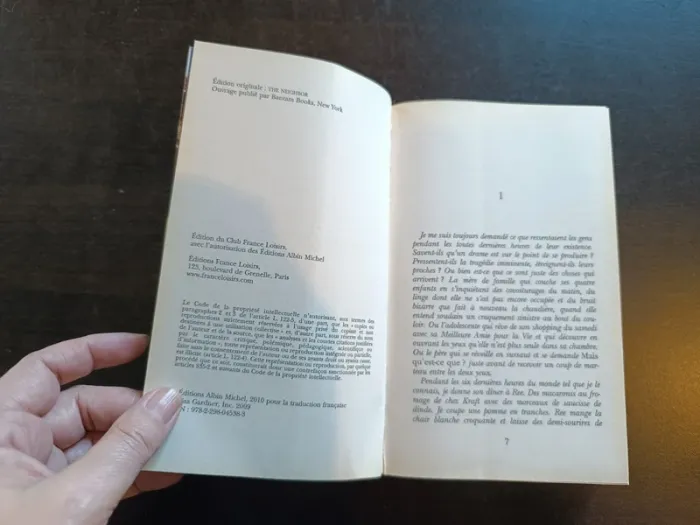 Édition originale : THE NEIGHBOR
Ouvrage publié par Bantam Books, New York
Édition du Club France Loisirs,
avec l'autorisation des Éditions Albin Michel
Éditions France Loisirs,
123, boulevard de Grenelle, Paris
www.franceloisirs.com
Le Code de la propriété intellectuelle n'autorisant, aux termes des
paragraphes 2 et 3 de l'article L. 122-5, d'une part, que les « copies ou
reproductions strictement réservées à l'usage privé du copiste et non
destinées à une utilisation collective » et, d'autre part, sous réserve du nom
de l'auteur et de la source, que les « analyses et les courtes citations justifiées
par le caractère critique, polémique, pédagogique, scientifique ou
d'information », toute représentation ou reproduction intégrale ou partielle,
faite sans le consentement de l'auteur ou de ses ayants droit ou ayants cause,
est illicite (article L. 122-4). Cette représentation ou reproduction, par quelque
procédé que ce soit, constituerait donc une contrefaçon sanctionnée par les
articles 335-2 et suivants du Code de la propriété intellectuelle.
Éditions Albin Michel, 2010 pour la traduction française
Gardner, Inc. 2009
1
Je me suis toujours demandé ce que ressentaient les gens
pendant les toutes dernières heures de leur existence.
Savent-ils qu'un drame est sur le point de se produire ?
Pressentent-ils la tragédie imminente, étreignent-ils leurs
proches ? Ou bien est-ce que ce sont juste des choses qui
arrivent ? La mère de famille qui couche ses quatre
enfants en s'inquiétant des covoiturages du matin, du
linge dont elle ne s'est pas encore occupée et du bruit
bizarre que fait à nouveau la chaudière, quand elle
entend soudain un craquement sinistre au bout du cou-
loir. Ou l'adolescente qui rêve de son shopping du samedi
avec sa Meilleure Amie pour la Vie et qui découvre en
ouvrant les yeux qu'elle n'est plus seule dans sa chambre.
Ou le père qui se réveille en sursaut et se demande Mais
qu'est-ce que ? juste avant de recevoir un coup de mar-
teau entre les deux yeux.
Pendant les six dernières heures du monde tel que je le
connais, je donne son dîner à Ree. Des macaronis au fro-
mage de chez Kraft avec des morceaux de saucisse de
dinde. Je coupe une pomme en tranches. Ree mange la
chair blanche croquante et laisse des demi-sourires de
7